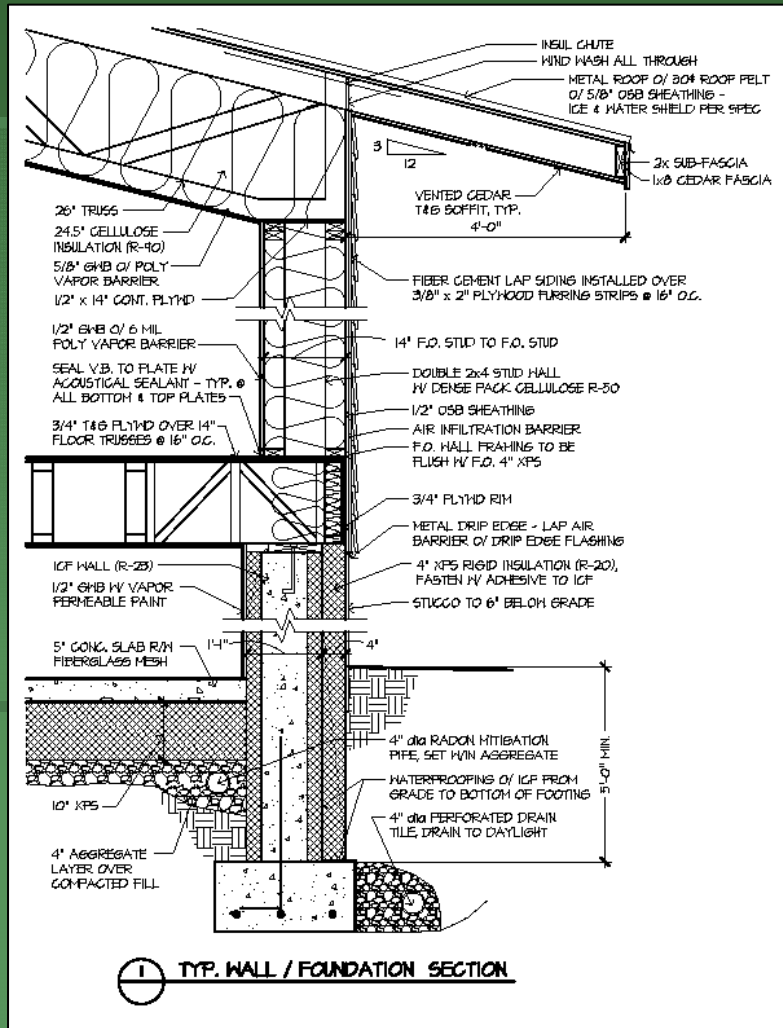 INSUL CHUTE
WIND WASH ALL THROUGH
METAL ROOF O/ 30# ROOF FELT
O/ 5/8" OSB SHEATHING -
ICE & WATER SHIELD PER SPEC
3
12
2x SUB-FASCIA
1x8 CEDAR FASCIA
VENTED CEDAR
T&G SOFFIT, TYP.
4'-0"
26" TRUSS
24.5" CELLULOSE
INSULATION (R-90)
5/8" GWB O/ POLY
VAPOR BARRIER
1/2" x 14" CONT. PLYWD
1/2" GWB O/ 6 MIL
POLY VAPOR BARRIER
SEAL V.B. TO PLATE W/
ACOUSTICAL SEALANT - TYP. @
ALL BOTTOM & TOP PLATES
3/4" T&G PLYWD OVER 14"
FLOOR TRUSSES @ 16" O.C.
FIBER CEMENT LAP SIDING INSTALLED OVER
3/8" x 2" PLYWOOD FURRING STRIPS @ 16" O.C.
14" F.O. STUD TO F.O. STUD
DOUBLE 2x4 STUD WALL
W/ DENSE PACK CELLULOSE R-50
1/2" OSB SHEATHING
AIR INFILTRATION BARRIER
F.O. WALL FRAMING TO BE
FLUSH W/ F.O. 4" XPS
3/4" PLYWD RIM
METAL DRIP EDGE - LAP AIR
BARRIER O/ DRIP EDGE FLASHING
ICF WALL (R-23)
1/2" GWB W/ VAPOR
PERMEABLE PAINT
4" XPS RIGID INSULATION (R-20),
FASTEN W/ ADHESIVE TO ICF
STUCCO TO 6" BELOW GRADE
1'-1"
4"
5" CONC. SLAB R/W
FIBERGLASS MESH
4" dia RADON MITIGATION
PIPE, SET W/IN AGGREGATE
WATERPROOFING O/ ICF FROM
GRADE TO BOTTOM OF FOOTING
4" dia PERFORATED DRAIN
TILE, DRAIN TO DAYLIGHT
MIN.
10" XPS
4" AGGREGATE
LAYER OVER
COMPACTED FILL
1
TYP. WALL / FOUNDATION SECTION